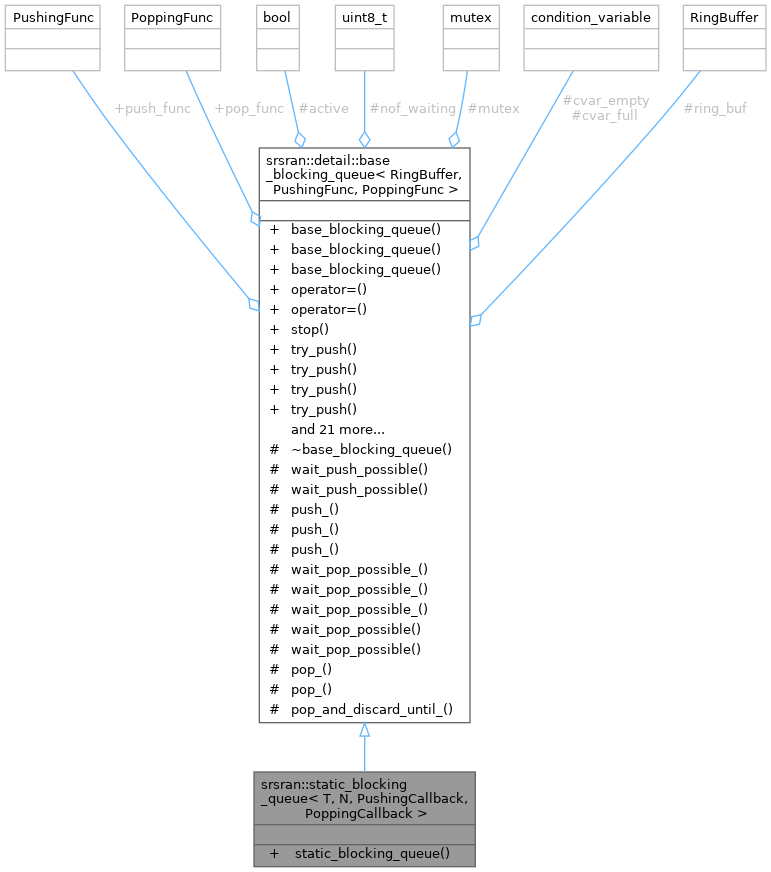 PushingFunc
PoppingFunc
bool
uint8_t
mutex
condition_variable
RingBuffer
+push_func
+pop_func
#active
#nof_waiting
#mutex
#cvar_empty
#cvar_full
#ring_buf
srsran::detail::base
_blocking_queue< RingBuffer,
PushingFunc, PoppingFunc >
+ base_blocking_queue()
+ base_blocking_queue()
+ base_blocking_queue()
+ operator=()
+ operator=()
+ stop()
+ try_push()
+ try_push()
+ try_push()
+ try_push()
and 21 more...
# ~base_blocking_queue()
# wait_push_possible()
# wait_push_possible()
# push_()
# push_()
# push_()
# wait_pop_possible_()
# wait_pop_possible_()
# wait_pop_possible_()
# wait_pop_possible()
# wait_pop_possible()
# pop_()
# pop_()
# pop_and_discard_until_()
srsran::static_blocking
_queue< T, N, PushingCallback,
PoppingCallback >
+ static_blocking_queue()